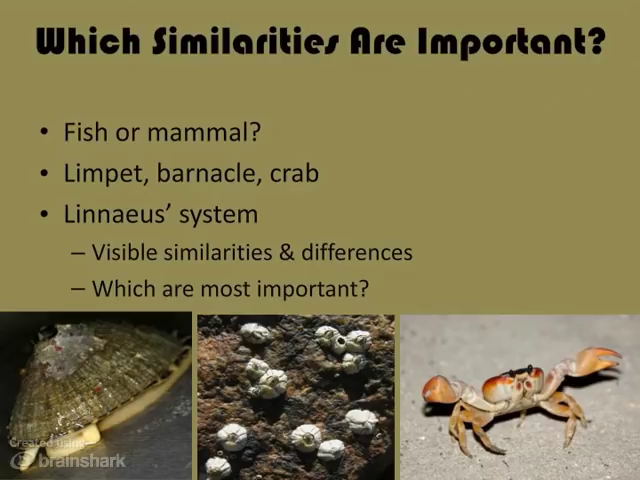 Which Similarities Are Important?
• Fish or mammal?
• Limpet, barnacle, crab
• Linnaeus’ system
– Visible similarities & differences
– Which are most important?
Created using
brainshark